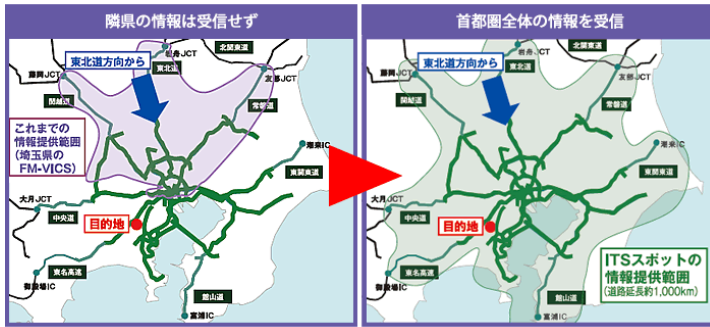 隣県の情報は受信せず
北関東道
岩舟JCT
東北道方向から
東北道
藤岡JCT
友部JCT
関越道
常磐道
これまでの
情報提供範囲
(埼玉県の
FM-VICS)
潮来IC
東関東道
大月JCT
中央道
目的地
東名高速
御殿場IC
館山道
富浦IC
首都圏全体の情報を受信
北関東道
岩舟JCT
東北道方向から
東北道
藤岡JCT
友部JCT
関越道
常磐道
潮来IC
東関東道
大月JCT
中央道
目的地
ITSスポットの
情報提供範囲
(道路延長約1,000km)
東名高速
御殿場IC
館山道
富浦IC